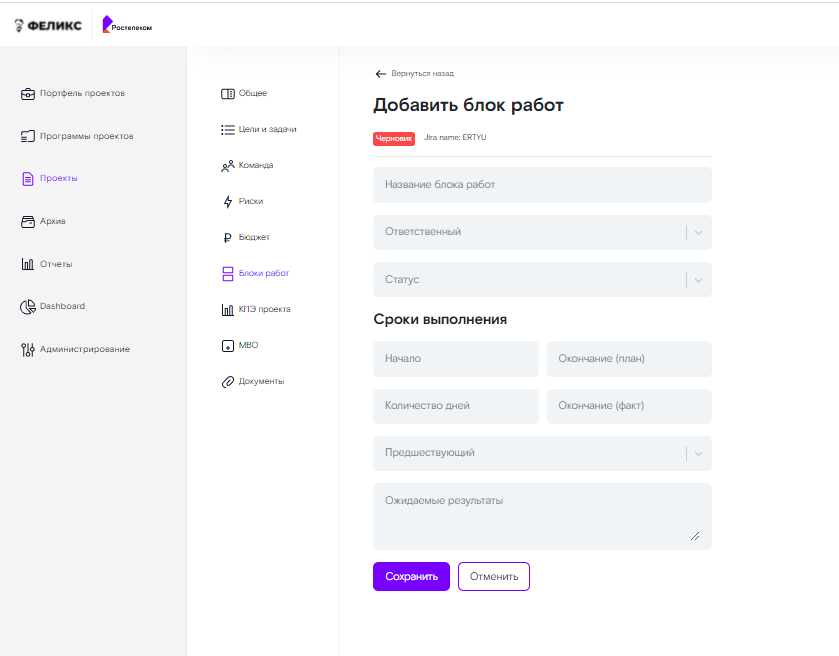 ФЕЛИКС
Ростелеком
Портфель проектов
Программы проектов
Проекты
Архив
Отчеты
Dashboard
Администрирование
Общее
Цели и задачи
Команда
Риски
Бюджет
Блоки работ
КПЭ проекта
МВО
Документы
Вернуться назад
Добавить блок работ
Черновик Jira name: ERTYU
Название блока работ
Ответственный
Статус
Сроки выполнения
Начало Окончание (план)
Количество дней Окончание (факт)
Предшествующий
Ожидаемые результаты
Сохранить Отменить